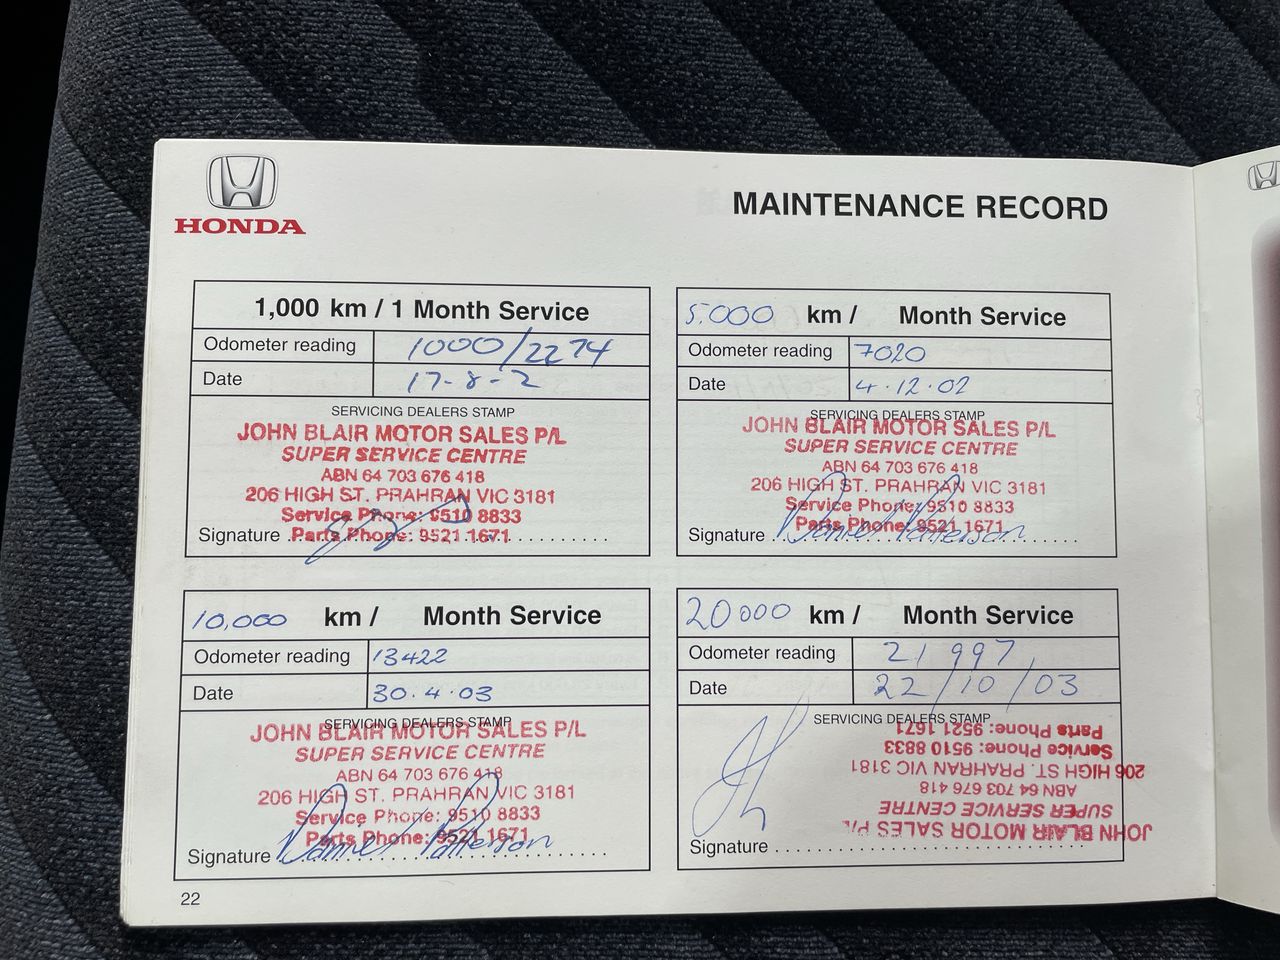 HONDA
MAINTENANCE RECORD
1,000 km / 1 Month Service
Odometer reading 1000/2274
Date 17-8-2
SERVICING DEALERS STAMP
JOHN BLAIR MOTOR SALES P/L
SUPER SERVICE CENTRE
ABN 64 703 676 418
206 HIGH ST. PRAHRAN VIC 3181
Service Phone: 9510 8833
Parts Phone: 9521 1671
Signature
5.000 km / Month Service
Odometer reading 7020
Date 4.12.02
SERVICING DEALERS STAMP
JOHN BLAIR MOTOR SALES P/L
SUPER SERVICE CENTRE
ABN 64 703 676 418
206 HIGH ST. PRAHRAN VIC 3181
Service Phone: 9510 8833
Parts Phone: 9521 1671
Signature Daniel Patterson
10,000 km / Month Service
Odometer reading 13422
Date 30.4.03
SERVICING DEALERS STAMP
JOHN BLAIR MOTOR SALES P/L
SUPER SERVICE CENTRE
ABN 64 703 676 418
206 HIGH ST. PRAHRAN VIC 3181
Service Phone: 9510 8833
Parts Phone: 9521 1671
Signature Daniel Patterson
20000 km / Month Service
Odometer reading 21997
Date 22/10/03
SERVICING DEALERS STAMP
JOHN BLAIR MOTOR SALES P/L
SUPER SERVICE CENTRE
ABN 64 703 676 418
206 HIGH ST. PRAHRAN VIC 3181
Service Phone: 9510 8833
Parts Phone: 9521 1671
Signature
22